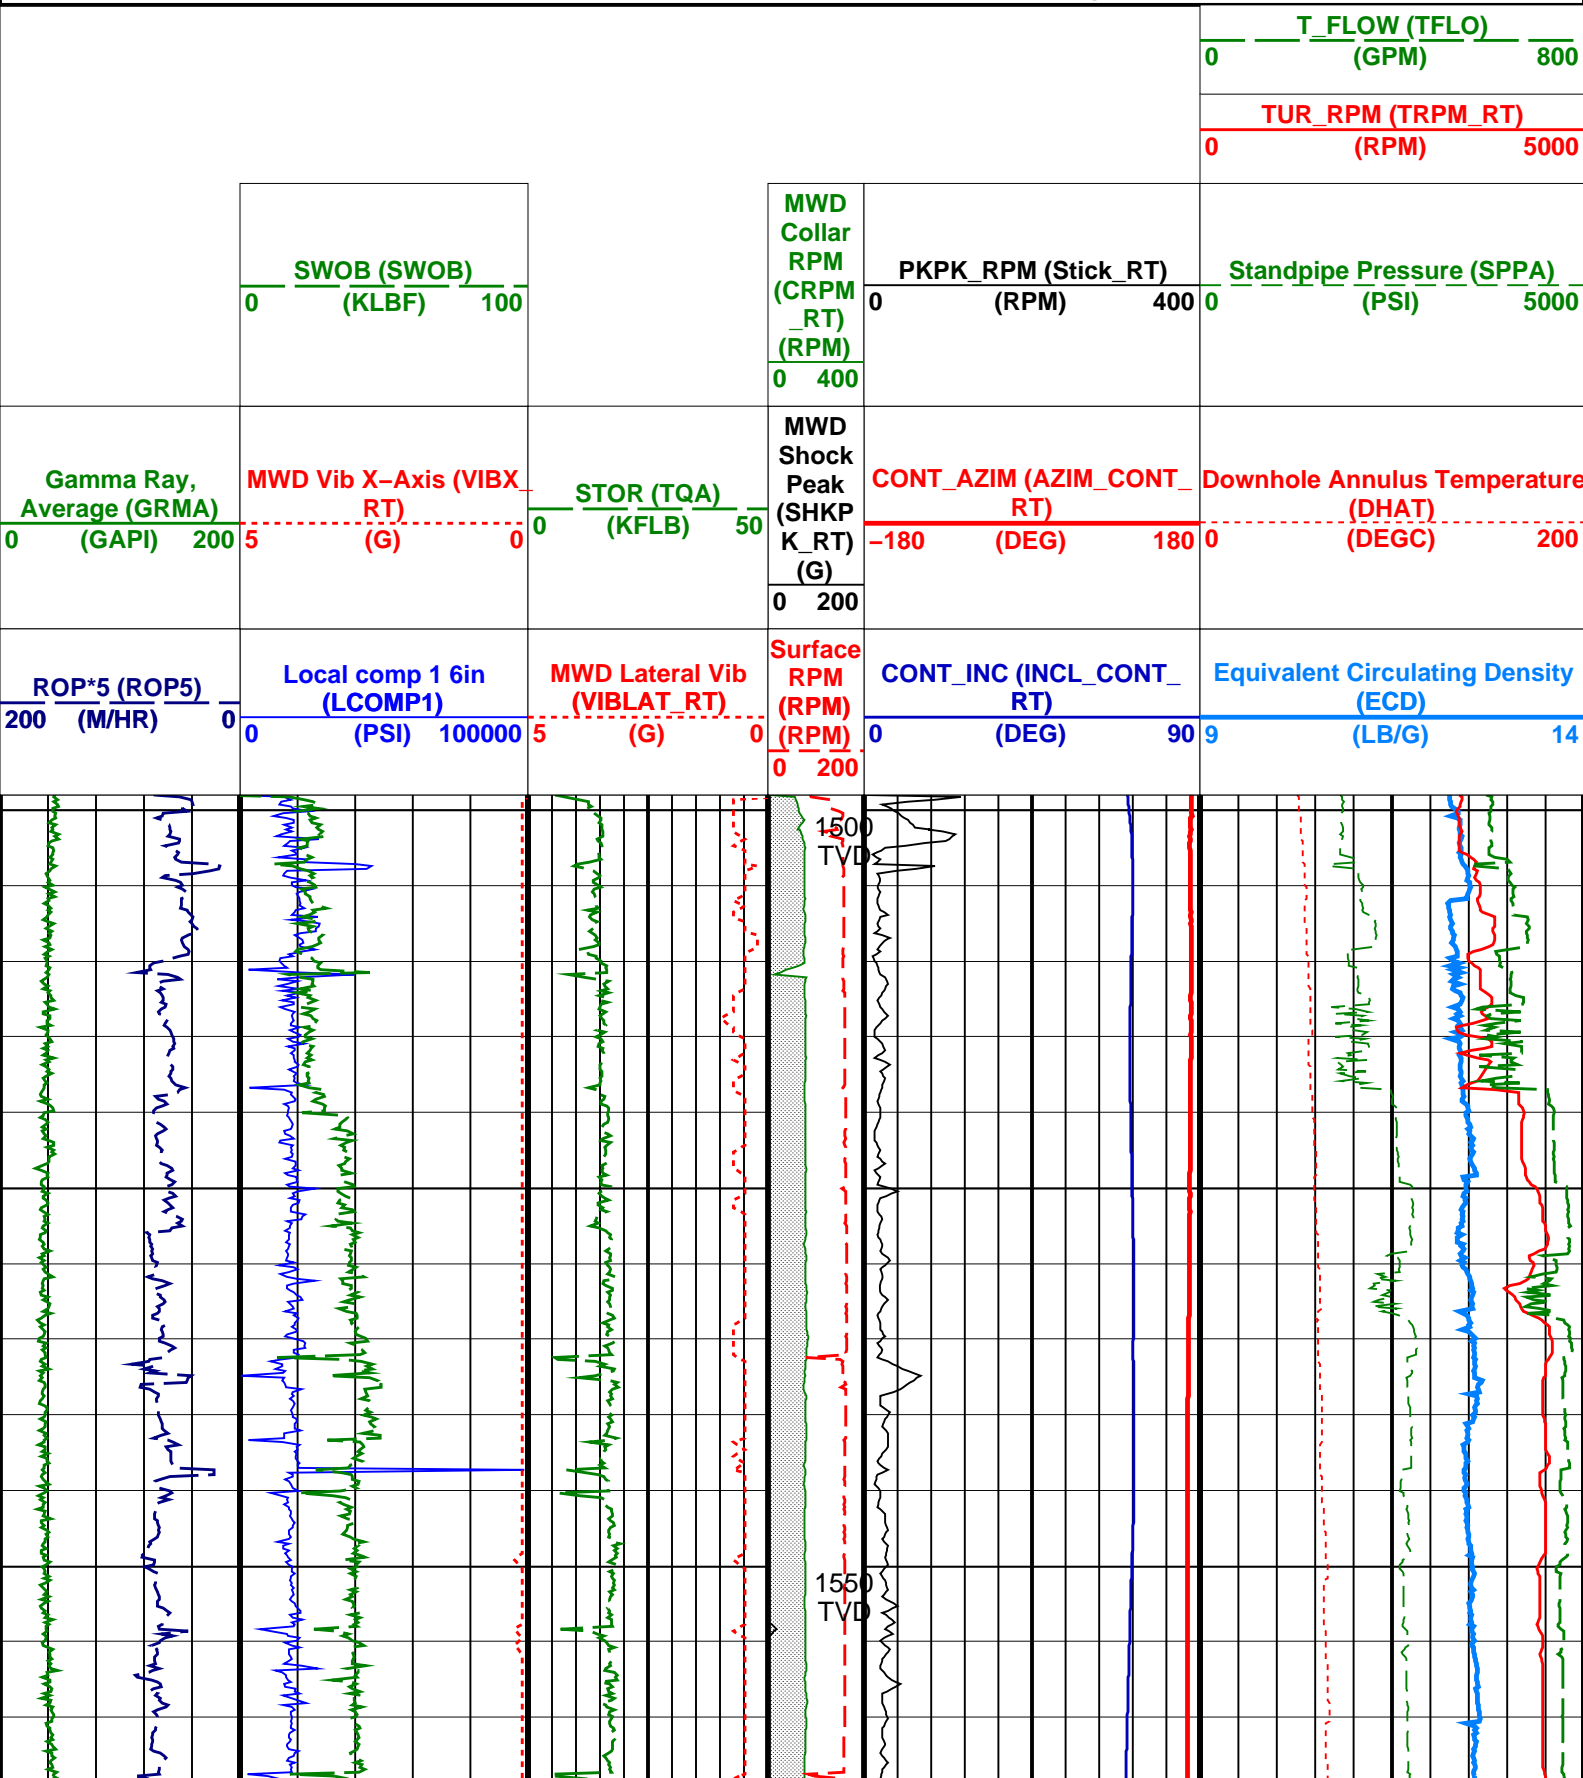 T_FLOW (TFLO)
0 (GPM) 800
TUR_RPM (TRPM_RT)
0 (RPM) 5000
SWOB (SWOB)
0 (KLBF) 100
MWD
Collar
RPM
(CRPM
_RT)
(RPM)
0 400
PKPK_RPM (Stick_RT)
0 (RPM) 400
Standpipe Pressure (SPPA)
0 (PSI) 5000
Gamma Ray,
Average (GRMA)
0 (GAPI) 200
MWD Vib X−Axis (VIBX_
RT)
5 (G) 0
STOR (TQA)
0 (KFLB) 50
MWD
Shock
Peak
(SHKP
K_RT)
(G)
0 200
CONT_AZIM (AZIM_CONT_
RT)
−180 (DEG) 180
Downhole Annulus Temperature
(DHAT)
0 (DEGC) 200
ROP*5 (ROP5)
200 (M/HR) 0
Local comp 1 6in
(LCOMP1)
0 (PSI) 100000
MWD Lateral Vib
(VIBLAT_RT)
5 (G) 0
Surface
RPM
(RPM)
(RPM)
0 200
CONT_INC (INCL_CONT_
RT)
0 (DEG) 90
Equivalent Circulating Density
(ECD)
9 (LB/G) 14
1500
TVD
1550
TVD